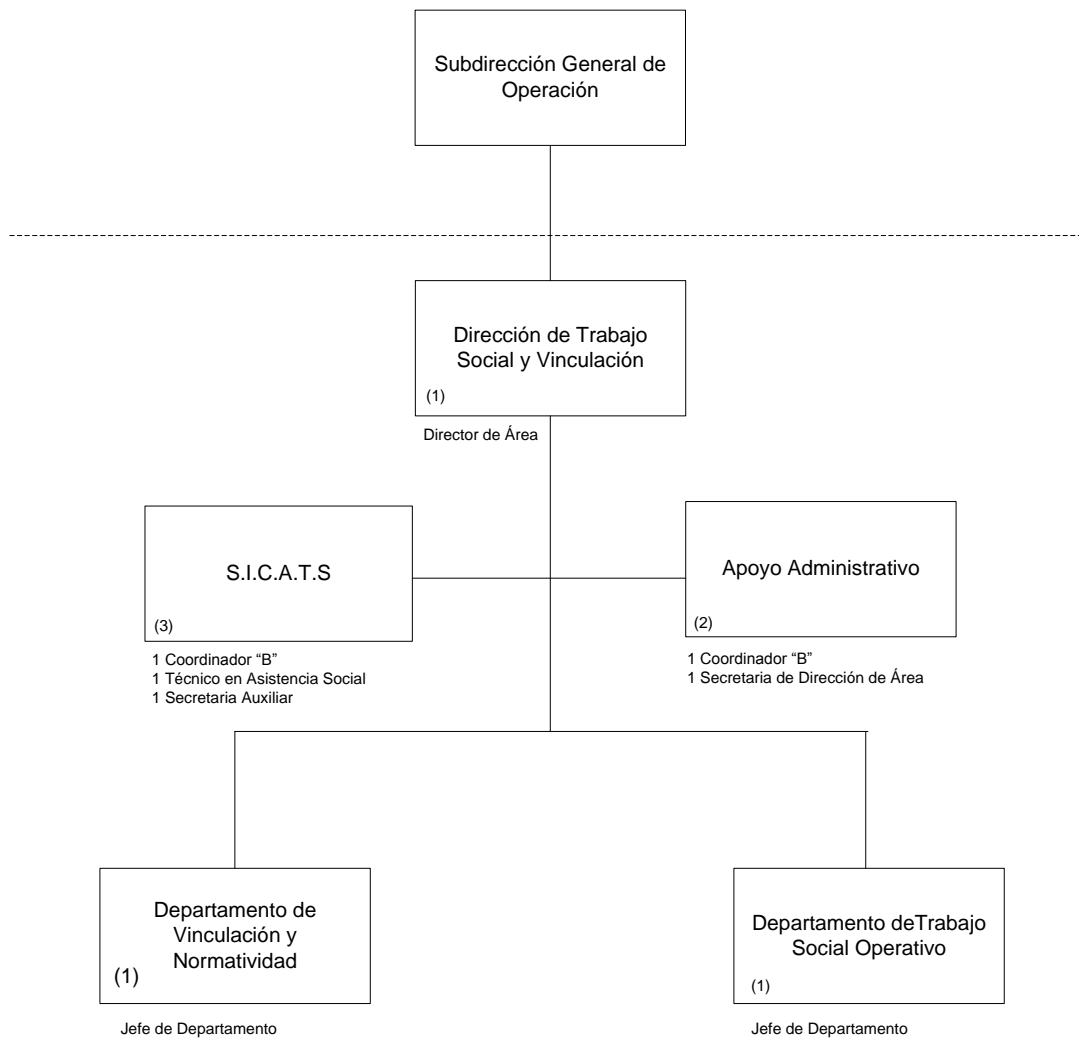 Subdirección General de
Operación
Dirección de Trabajo
Social y Vinculación
(1)
Director de Área
S.I.C.A.T.S
(3)
1 Coordinador “B”
1 Técnico en Asistencia Social
1 Secretaria Auxiliar
Apoyo Administrativo
(2)
1 Coordinador “B”
1 Secretaria de Dirección de Área
Departamento de
Vinculación y
Normatividad
(1)
Jefe de Departamento
Departamento deTrabajo
Social Operativo
(1)
Jefe de Departamento